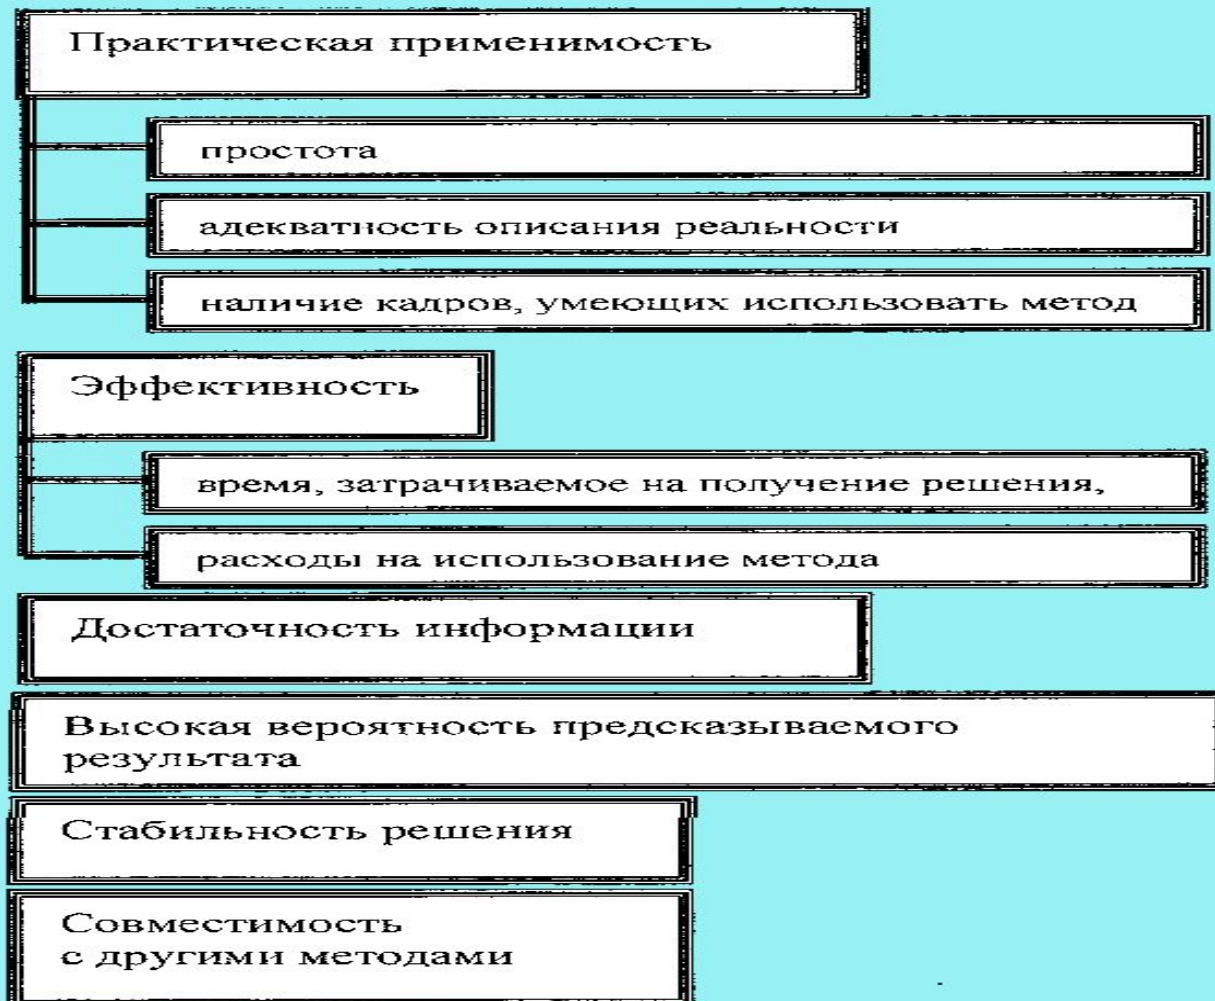 Практическая применимость
простота
адекватность описания реальности
наличие кадров, умеющих использовать метод
Эффективность
время, затрачиваемое на получение решения,
расходы на использование метода
Достаточность информации
Высокая вероятность предсказываемого
результата
Стабильность решения
Совместимость
с другими методами